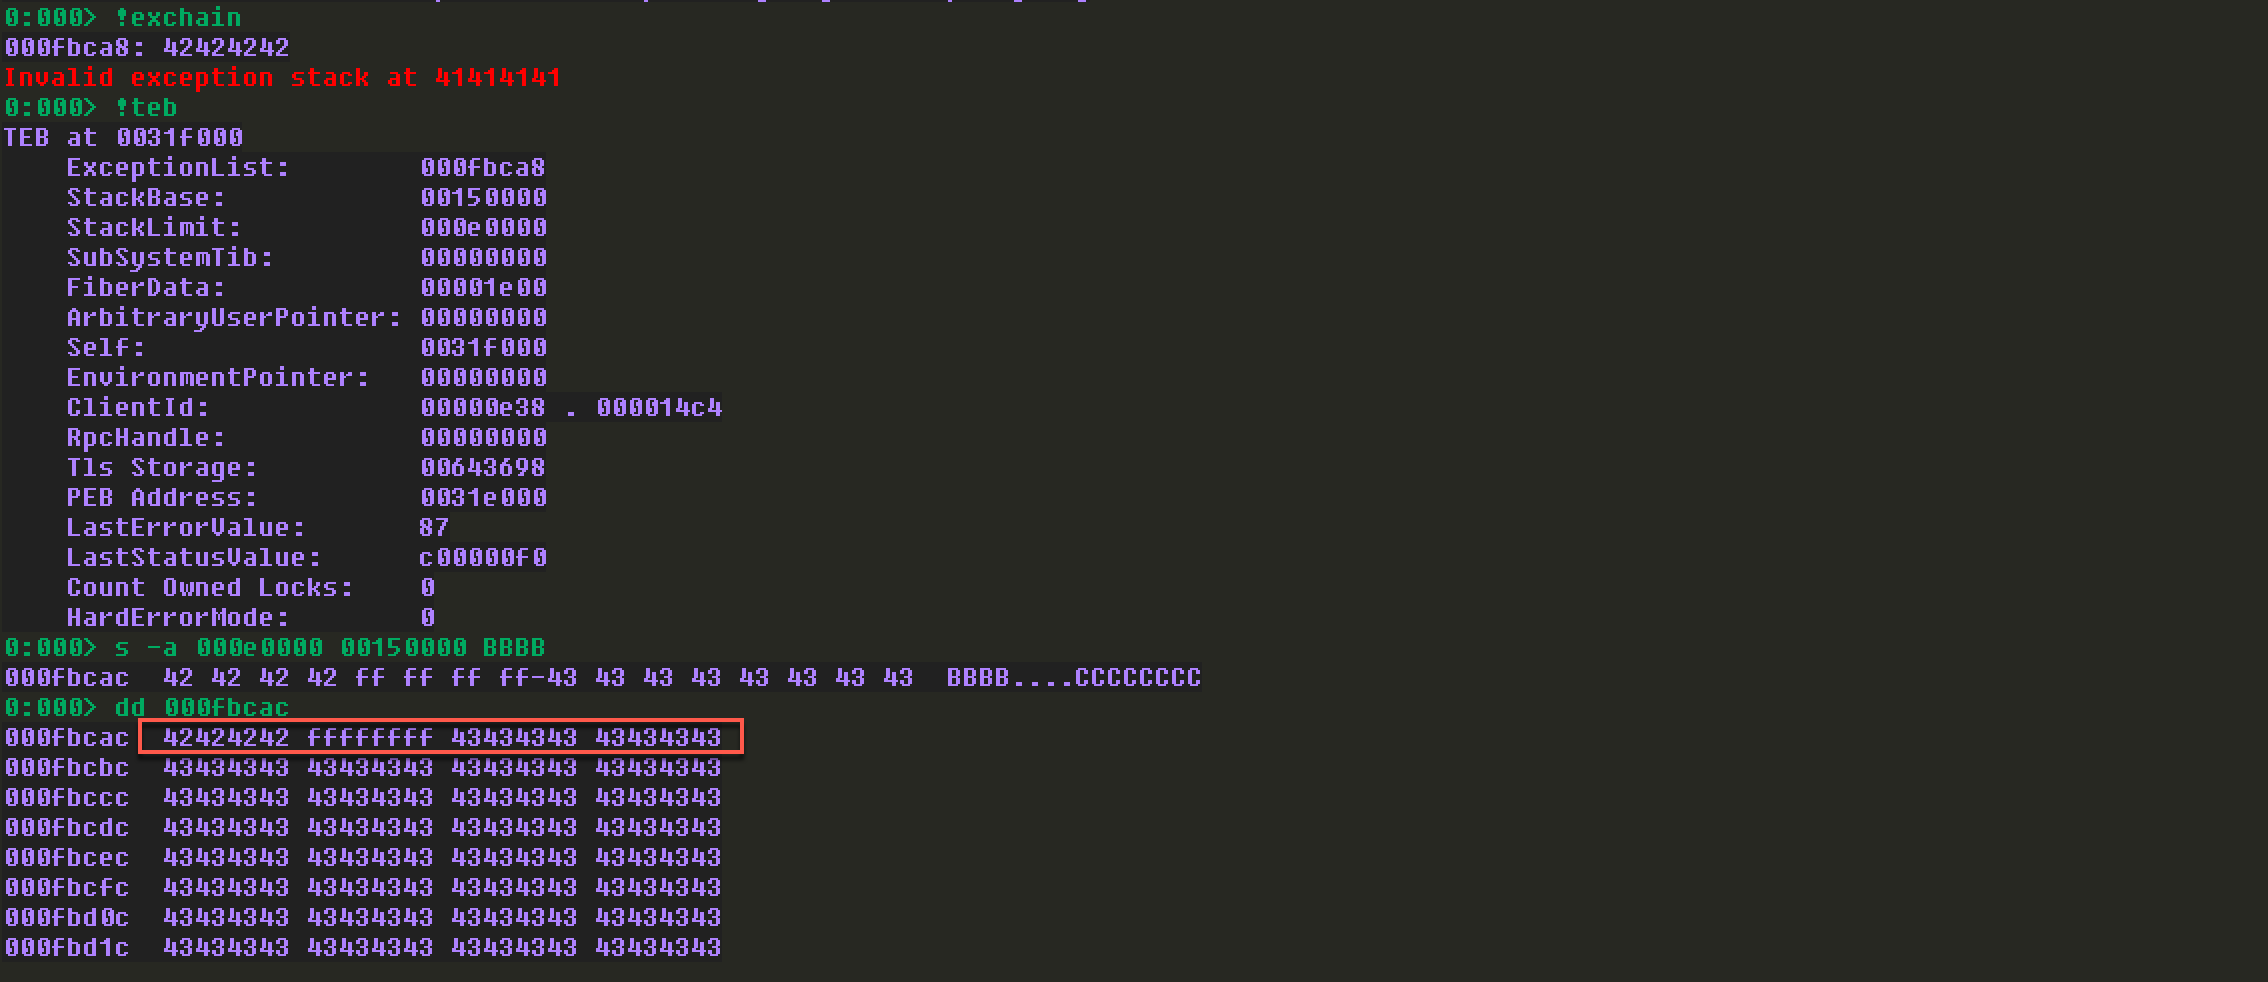 0:000> !exchain
000fbca8: 42424242
Invalid exception stack at 41414141
0:000> !teb
TEB at 0031f000
    ExceptionList:        000fbca8
    StackBase:            00150000
    StackLimit:           000e0000
    SubSystemTib:         00000000
    FiberData:            00001e00
    ArbitraryUserPointer: 00000000
    Self:                 0031f000
    EnvironmentPointer:   00000000
    ClientId:             00000e38 . 000014c4
    RpcHandle:            00000000
    Tls Storage:          00643698
    PEB Address:          0031e000
    LastErrorValue:       87
    LastStatusValue:      c00000f0
    Count Owned Locks:    0
    HardErrorMode:        0
0:000> s -a 000e0000 00150000 BBBB
000fbcac  42 42 42 42 ff ff ff ff-43 43 43 43 43 43 43 43  BBBB....CCCCCCCC
0:000> dd 000fbcac
000fbcac  42424242 ffffffff 43434343 43434343
000fbcbc  43434343 43434343 43434343 43434343
000fbccc  43434343 43434343 43434343 43434343
000fbcdc  43434343 43434343 43434343 43434343
000fbcec  43434343 43434343 43434343 43434343
000fbcfc  43434343 43434343 43434343 43434343
000fbd0c  43434343 43434343 43434343 43434343
000fbd1c  43434343 43434343 43434343 43434343